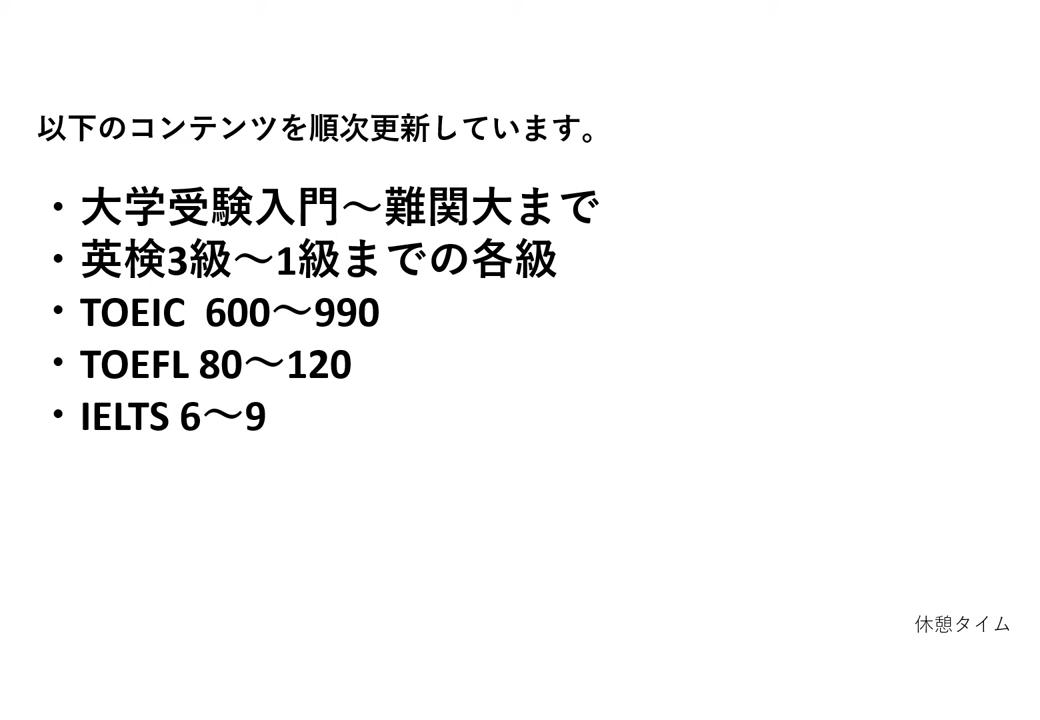 以下のコンテンツを順次更新しています。
・大学受験入門～難関大まで
・英検3級～1級までの各級
・TOEIC  600～990
・TOEFL 80～120
・IELTS 6～9
休憩タイム